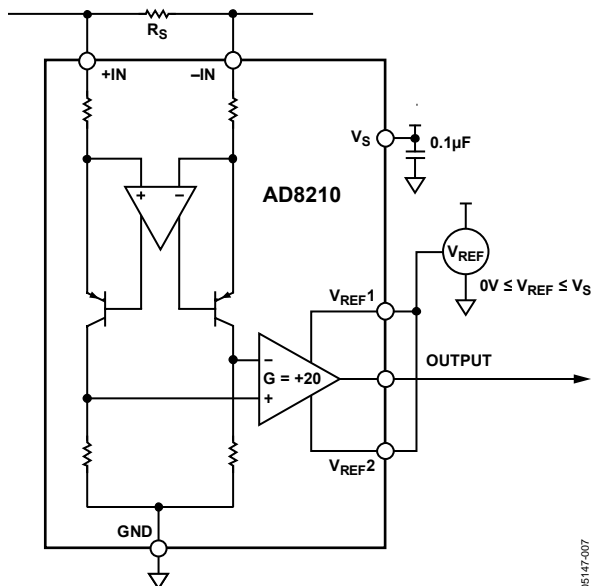 RS
+IN
–IN
VS
0.1µF
+
–
AD8210
VREF
0V ≤ VREF ≤ VS
VREF1
–
G = +20
+
OUTPUT
VREF2
GND
05147-007